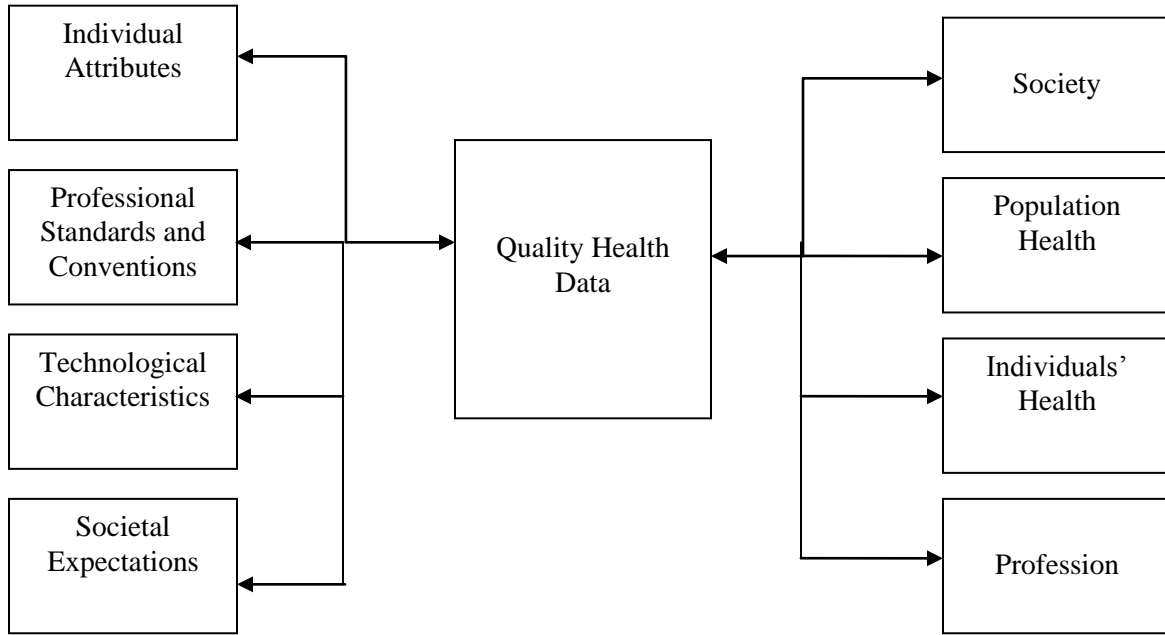 Individual
Attributes
Professional
Standards and
Conventions
Technological
Characteristics
Societal
Expectations
Quality Health
Data
Society
Population
Health
Individuals’
Health
Profession